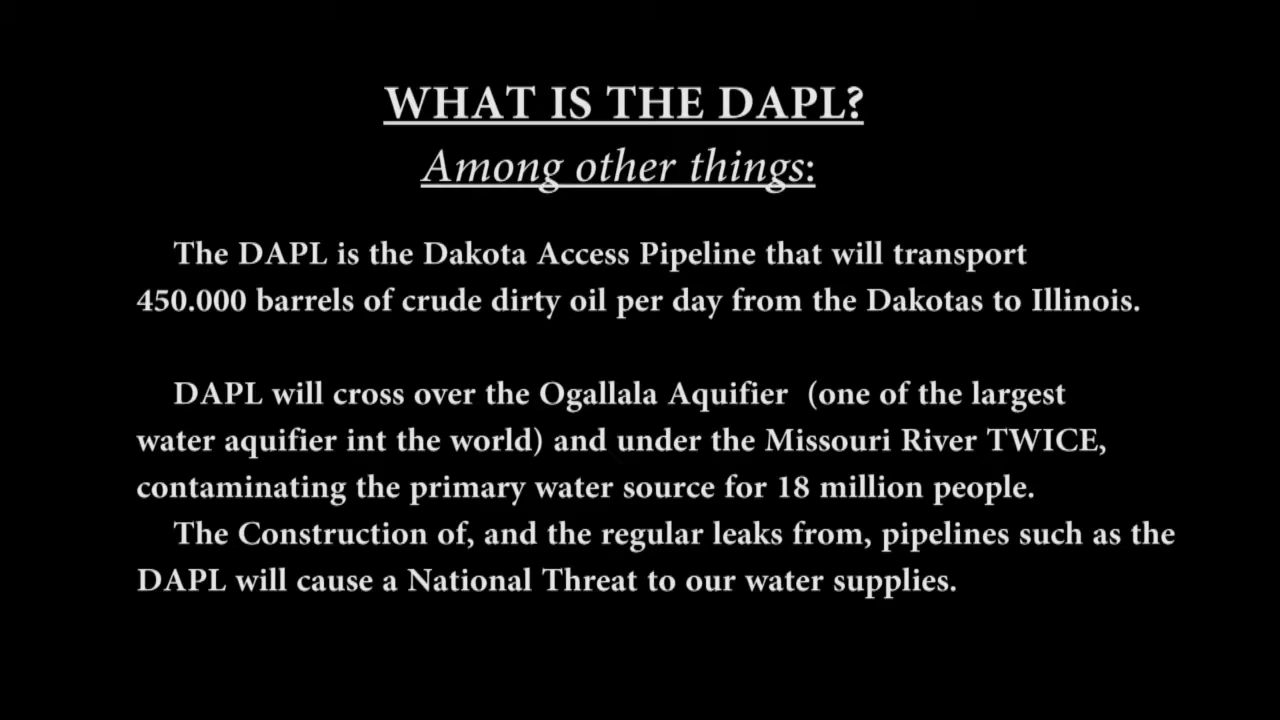 WHAT IS THE DAPL?
Among other things:
The DAPL is the Dakota Access Pipeline that will transport
450.000 barrels of crude dirty oil per day from the Dakotas to Illinois.
DAPL will cross over the Ogallala Aquifier (one of the largest
water aquifier int the world) and under the Missouri River TWICE,
contaminating the primary water source for 18 million people.
The Construction of, and the regular leaks from, pipelines such as the
DAPL will cause a National Threat to our water supplies.